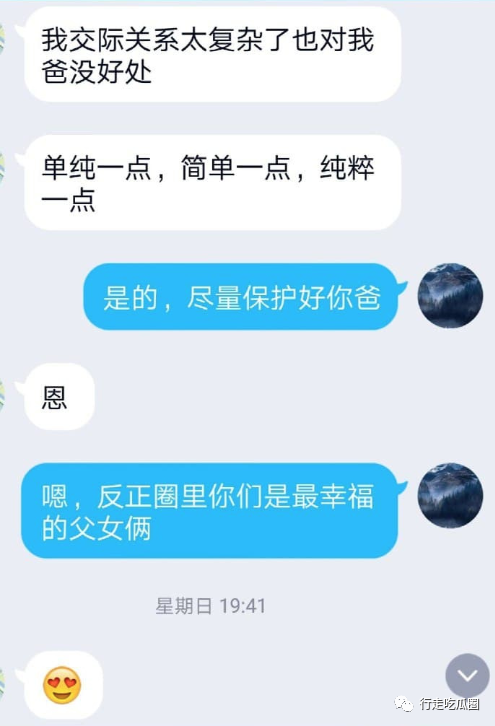 我交际关系太复杂了也对我
爸没好处
单纯一点，简单一点，纯粹
一点
是的，尽量保护好你爸
恩
嗯，反正圈里你们是最幸福
的父女俩
星期日 19:41
行走吃瓜圈